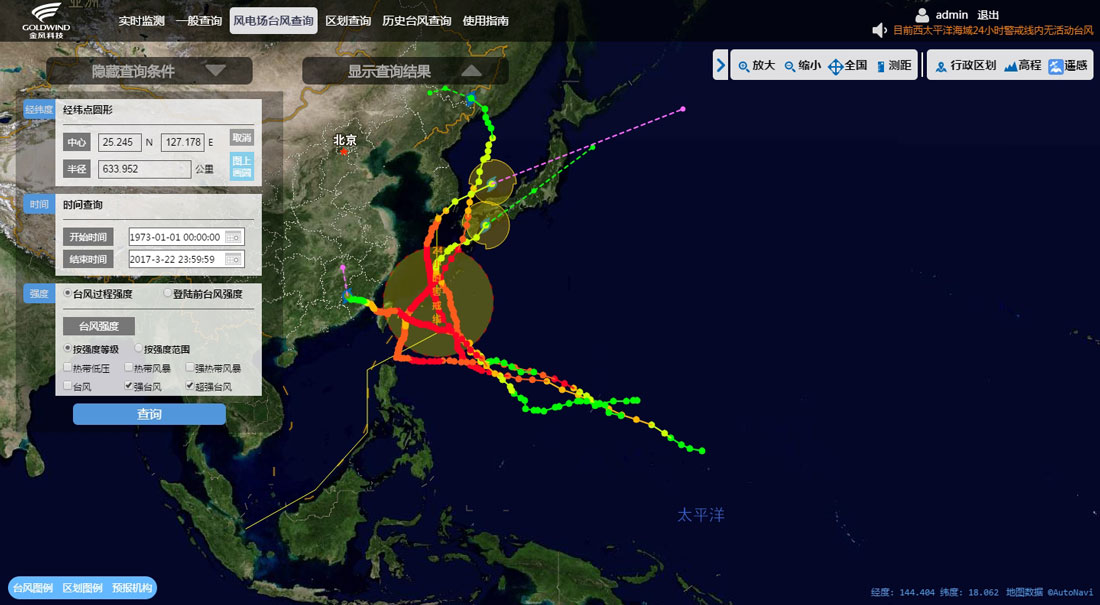 亚洲
GOLDWIND
金风科技
实时监测 一般查询 风电场台风查询 区划查询 历史台风查询 使用指南
admin 退出
目前西太平洋海域24小时警戒线内无活动台风
隐藏查询条件 显示查询结果
放大 缩小 全国 测距 行政区划 高程 遥感
经纬度 经纬点圆形
中心 25.245 N 127.178 E 取消
半径 633.952 公里 图上画圆
北京
时间 时间查询
开始时间 1973-01-01 00:00:00
结束时间 2017-3-22 23:59:59
强度 台风过程强度 登陆前台风强度
台风强度
按强度等级 按强度范围
热带低压 热带风暴 强热带风暴
台风 强台风 超强台风
查询
太平洋
台风图例 区划图例 预报机构
经度: 144.404 纬度: 18.062 地图数据 ©AutoNavi